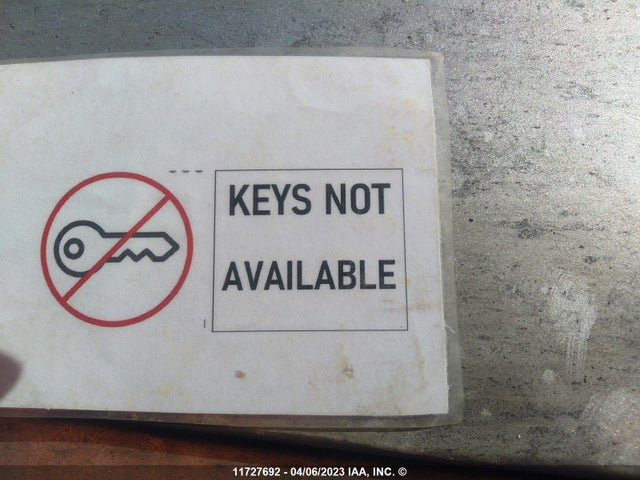 KEYS NOT
AVAILABLE
11727692 - 04/06/2023 IAA, INC. ©